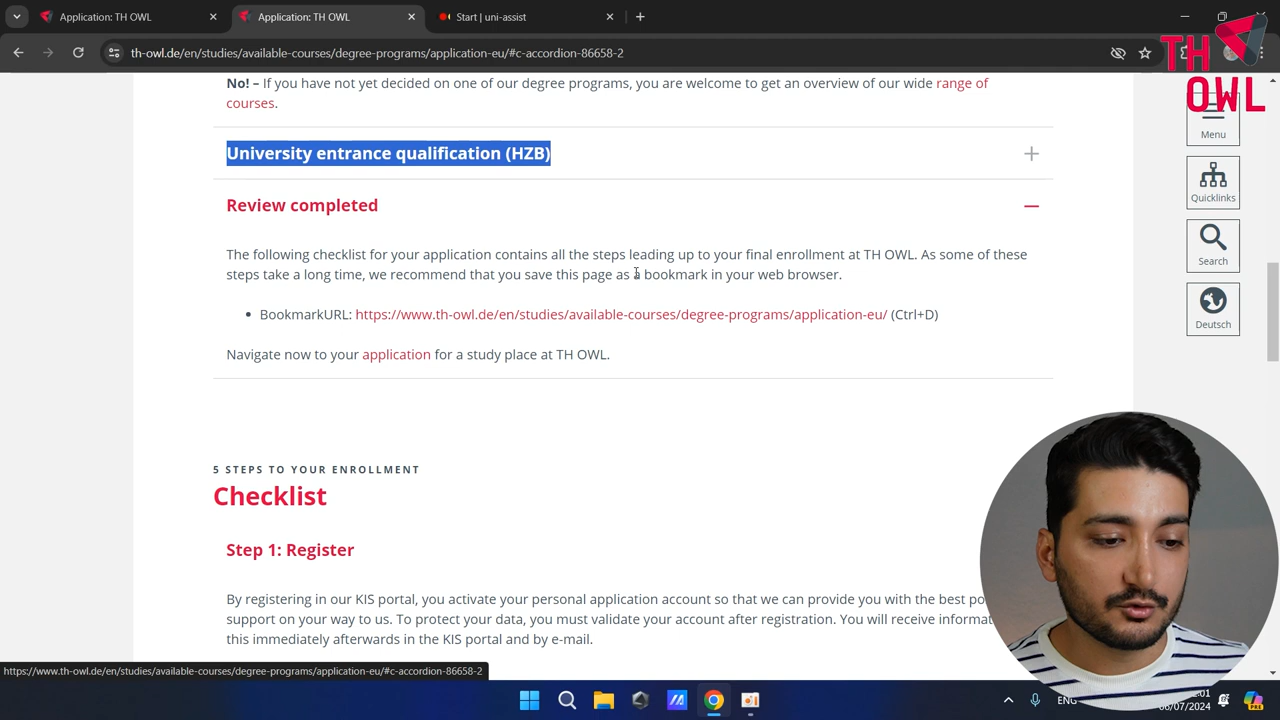 Application: TH OWL
Application: TH OWL
Start | uni-assist
th-owl.de/en/studies/available-courses/degree-programs/application-eu/#c-accordion-86658-2
TH
OWL
No! – If you have not yet decided on one of our degree programs, you are welcome to get an overview of our wide range of
courses.
Menu
University entrance qualification (HZB)
Quicklinks
Review completed
The following checklist for your application contains all the steps leading up to your final enrollment at TH OWL. As some of these
steps take a long time, we recommend that you save this page as a bookmark in your web browser.
Search
• BookmarkURL: https://www.th-owl.de/en/studies/available-courses/degree-programs/application-eu/ (Ctrl+D)
Deutsch
Navigate now to your application for a study place at TH OWL.
5 STEPS TO YOUR ENROLLMENT
Checklist
Step 1: Register
By registering in our KIS portal, you activate your personal application account so that we can provide you with the best
support on your way to us. To protect your data, you must validate your account after registration. You will receive
this immediately afterwards in the KIS portal and by e-mail.
https://www.th-owl.de/en/studies/available-courses/degree-programs/application-eu/#c-accordion-86658-2
ENG